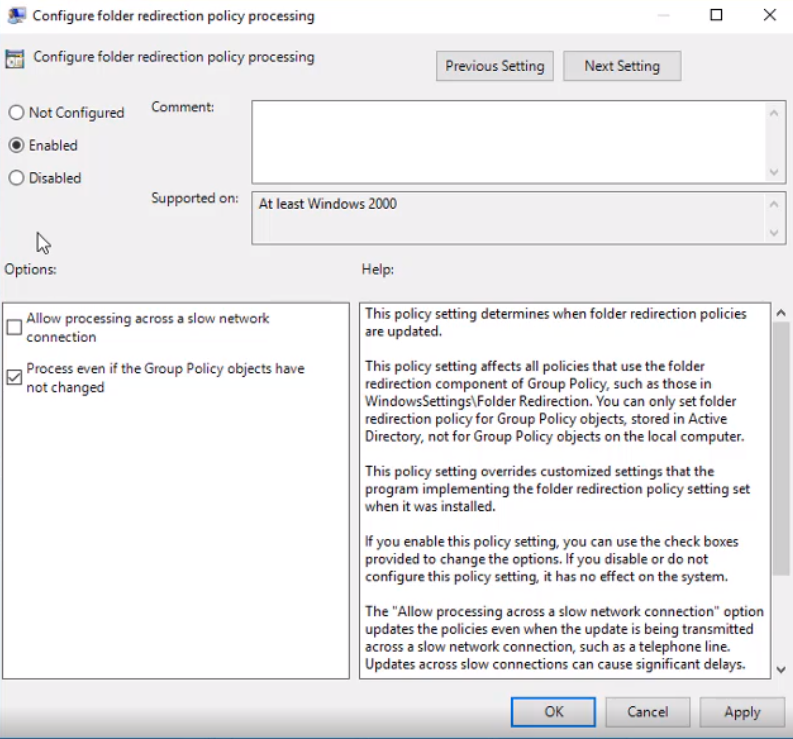 Configure folder redirection policy processing
Configure folder redirection policy processing
Previous Setting
Next Setting
Not Configured
Comment:
Enabled
Disabled
Supported on:
At least Windows 2000
Options:
Help:
Allow processing across a slow network
connection
Process even if the Group Policy objects have
not changed
This policy setting determines when folder redirection policies
are updated.
This policy setting affects all policies that use the folder
redirection component of Group Policy, such as those in
WindowsSettings\Folder Redirection. You can only set folder
redirection policy for Group Policy objects, stored in Active
Directory, not for Group Policy objects on the local computer.
This policy setting overrides customized settings that the
program implementing the folder redirection policy setting set
when it was installed.
If you enable this policy setting, you can use the check boxes
provided to change the options. If you disable or do not
configure this policy setting, it has no effect on the system.
The "Allow processing across a slow network connection" option
updates the policies even when the update is being transmitted
across a slow network connection, such as a telephone line.
Updates across slow connections can cause significant delays.
OK
Cancel
Apply